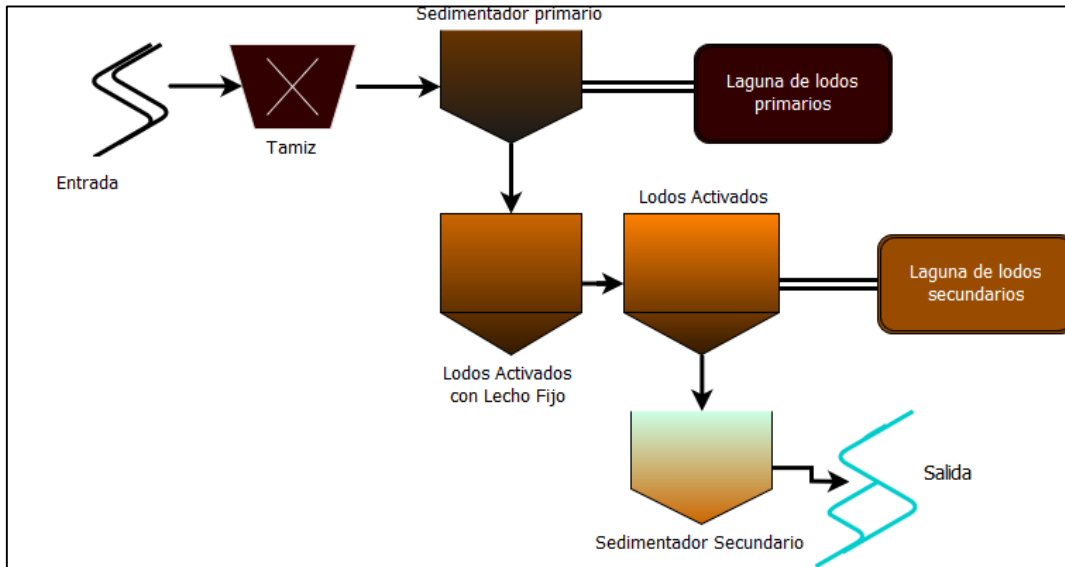 Sedimentador primario
Laguna de lodos
primarios
Tamiz
Entrada
Lodos Activados
Laguna de lodos
secundarios
Lodos Activados
con Lecho Fijo
Salida
Sedimentador Secundario